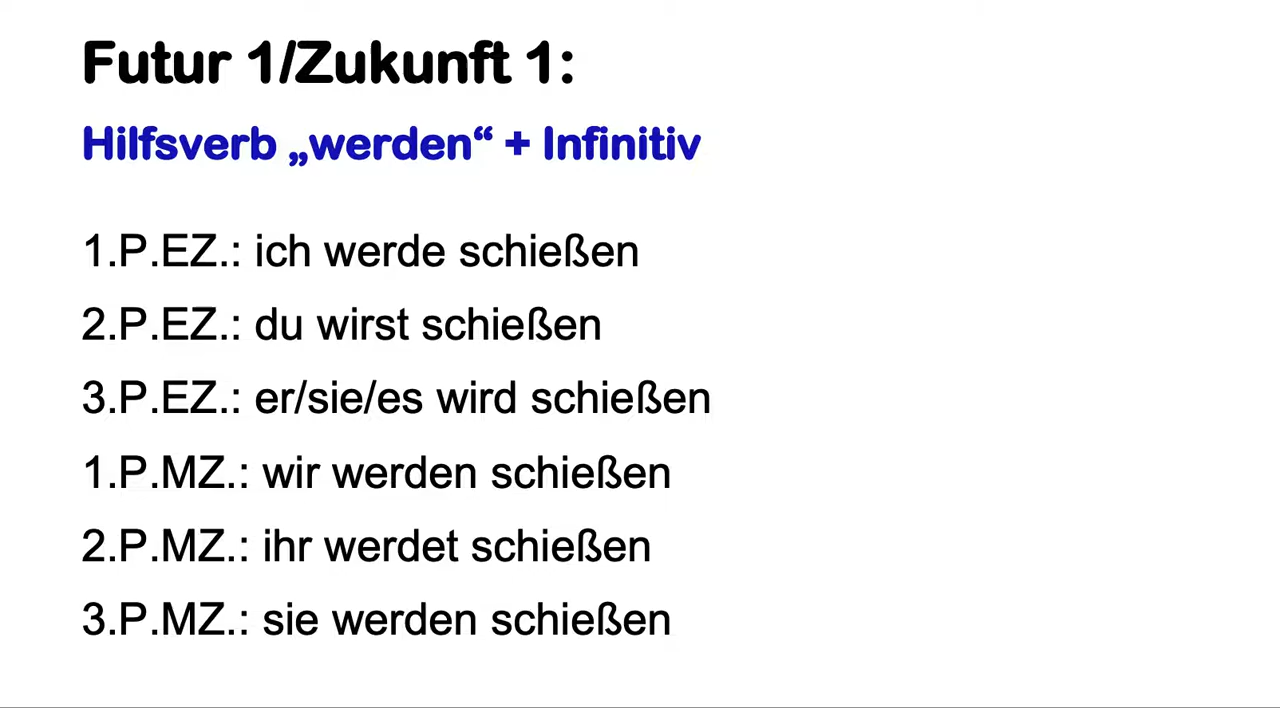 Futur 1/Zukunft 1:
Hilfsverb „werden“ + Infinitiv
1.P.EZ.: ich werde schießen
2.P.EZ.: du wirst schießen
3.P.EZ.: er/sie/es wird schießen
1.P.MZ.: wir werden schießen
2.P.MZ.: ihr werdet schießen
3.P.MZ.: sie werden schießen